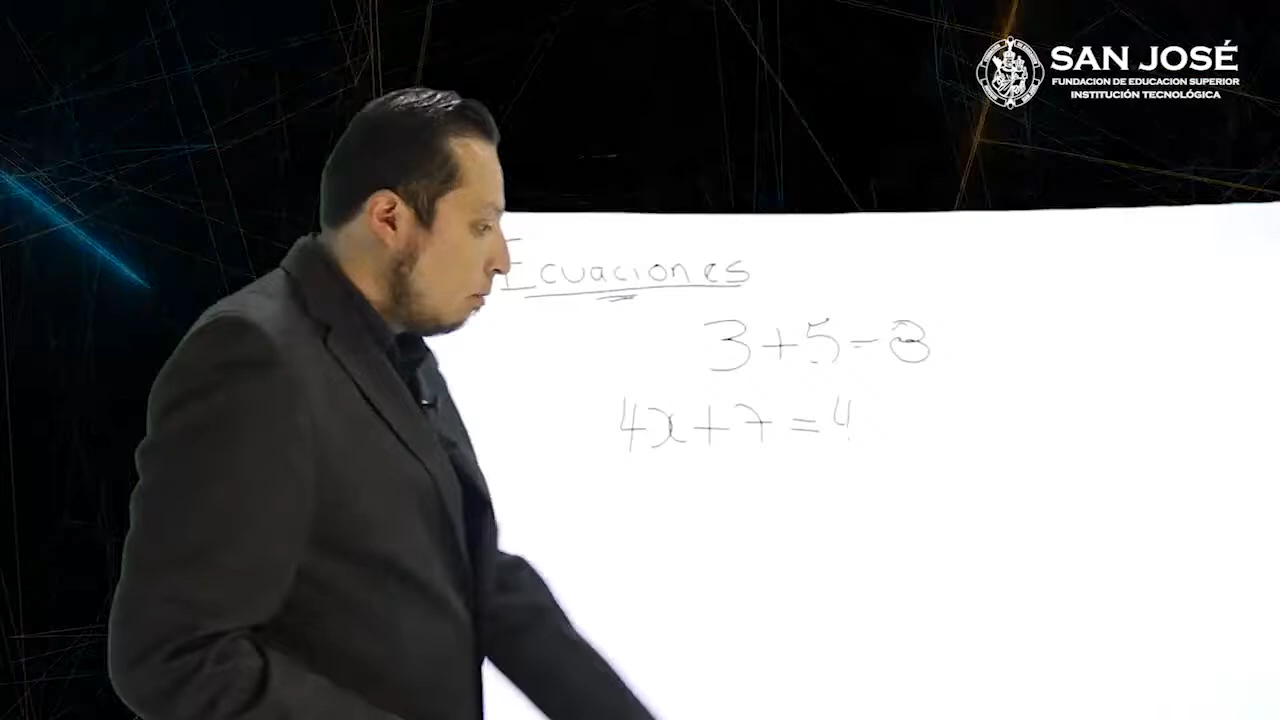 SAN JOSÉ
FUNDACION DE EDUCACION SUPERIOR
INSTITUCIÓN TECNOLÓGICA
Ecuaciones
3+5=8
4x+7=4